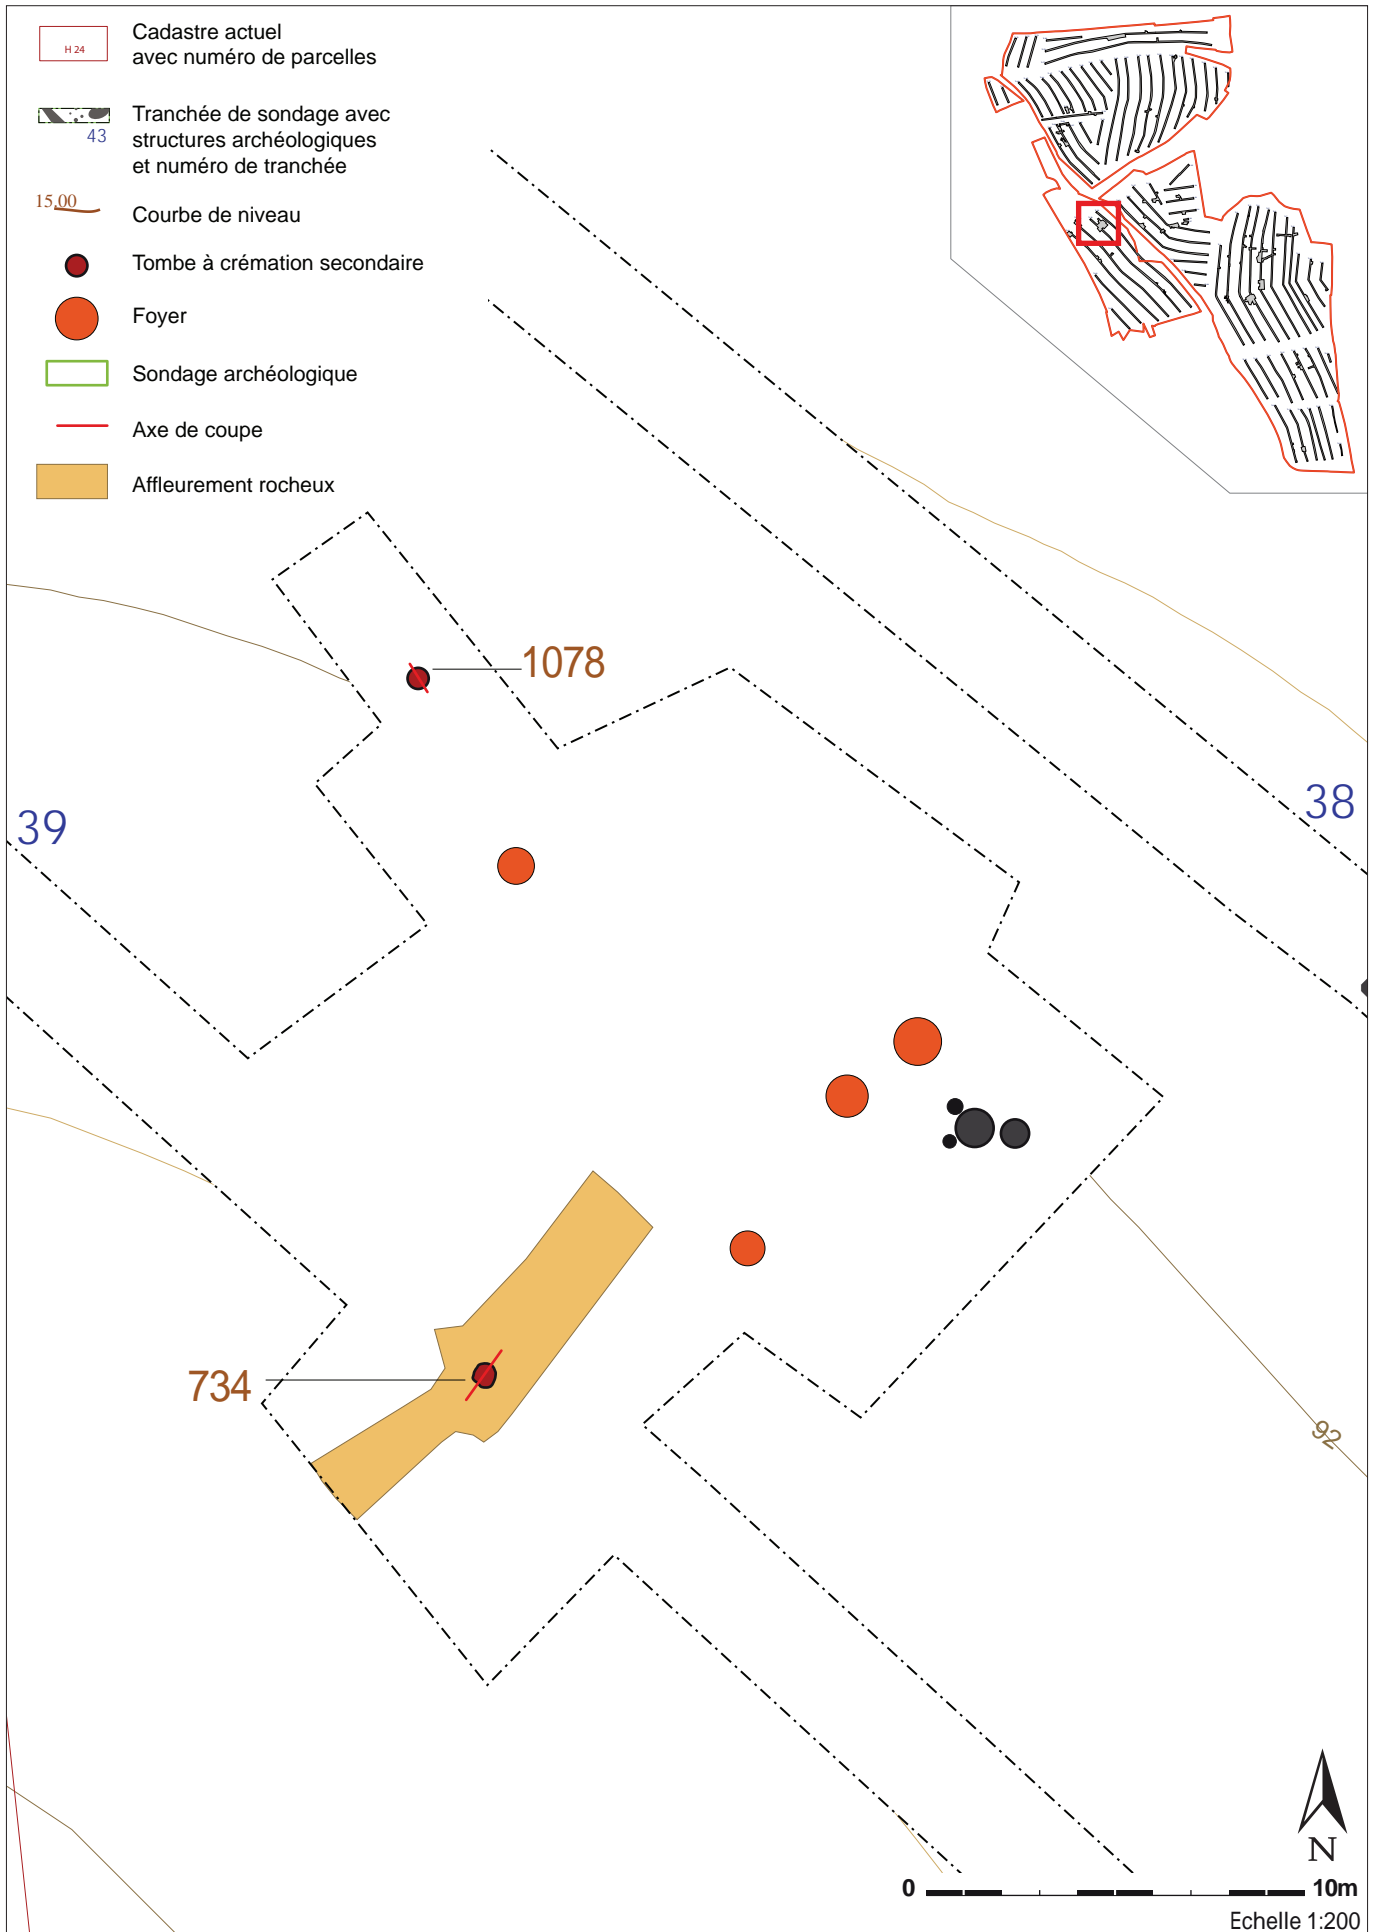 Cadastre actuel
avec numéro de parcelles
H 24
Tranchée de sondage avec
structures archéologiques
et numéro de tranchée
43
15,00
Courbe de niveau
Tombe à crémation secondaire
Foyer
Sondage archéologique
Axe de coupe
Affleurement rocheux
1078
38
39
734
92
N
0 10m
Echelle 1:200